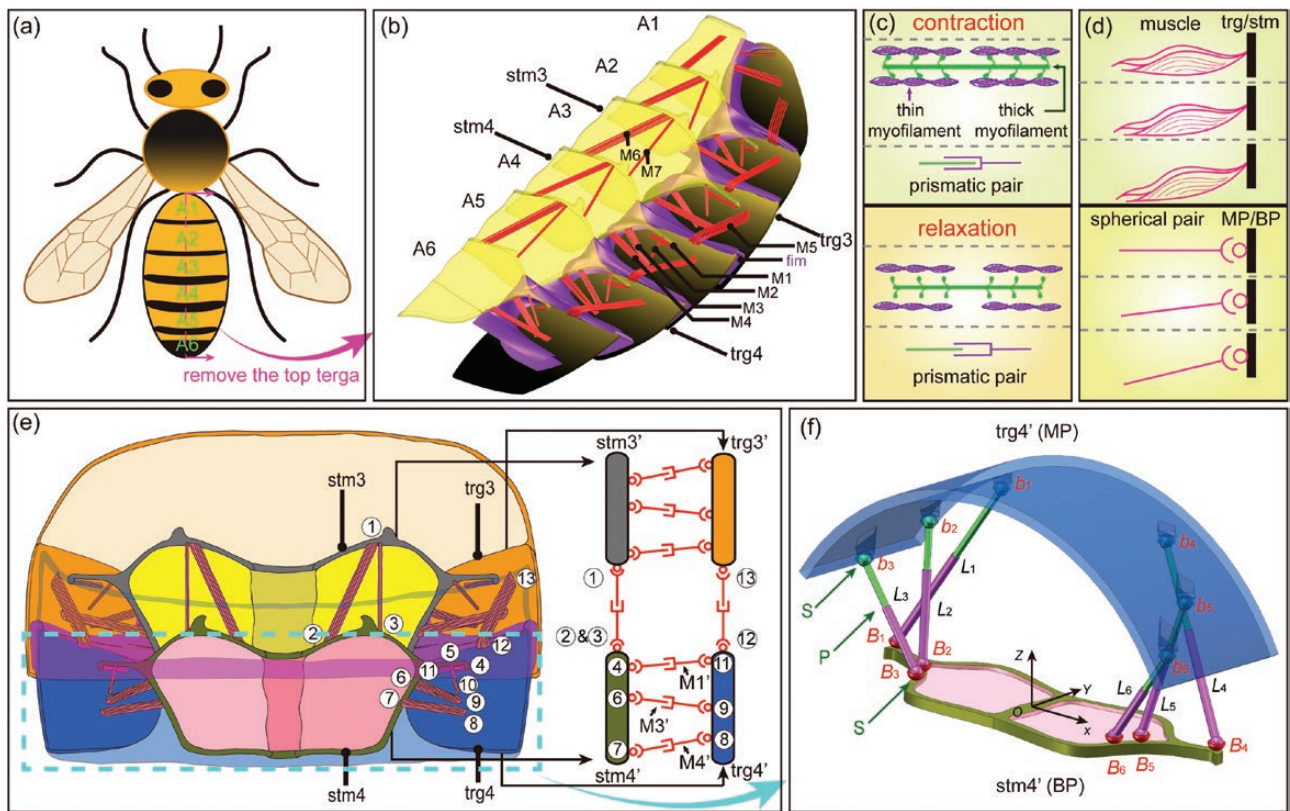 (a)
A1
A2
A3
A4
A5
A6
remove the top terga
(b)
A1
A2
stm3
A3
stm4
A4
A5
A6
M6
M7
trg3
M5
fim
M1
M2
M3
M4
trg4
(c)
contraction
thin
myofilament
thick
myofilament
prismatic pair
relaxation
prismatic pair
(d)
muscle
trg/stm
spherical pair
MP/BP
(e)
stm3
trg3
①
⑬
②
③
⑫
⑤
④
⑪
⑥
⑩
⑦
⑨
⑧
stm4
trg4
stm3'
trg3'
①
⑬
②&③
⑫
④
⑪
M1'
⑥
⑨
M3'
⑦
⑧
M4'
stm4'
trg4'
(f)
trg4' (MP)
b1
b2
b3
b4
b5
b6
S
P
S
L1
L2
L3
L4
L5
L6
B1
B2
B3
B4
B5
B6
Z
Y
O
x
stm4' (BP)